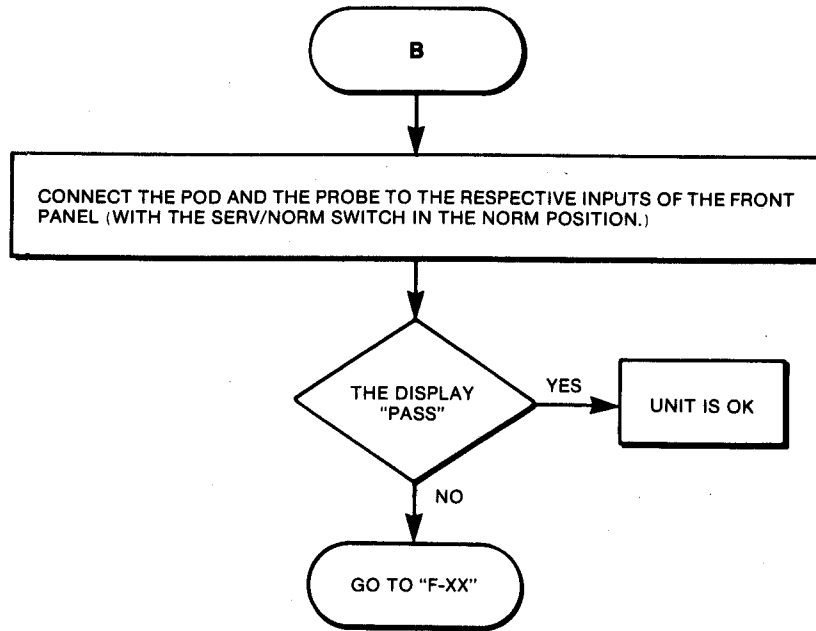 B
CONNECT THE POD AND THE PROBE TO THE RESPECTIVE INPUTS OF THE FRONT
PANEL (WITH THE SERV/NORM SWITCH IN THE NORM POSITION.)
THE DISPLAY
"PASS"
YES
UNIT IS OK
NO
GO TO "F-XX"